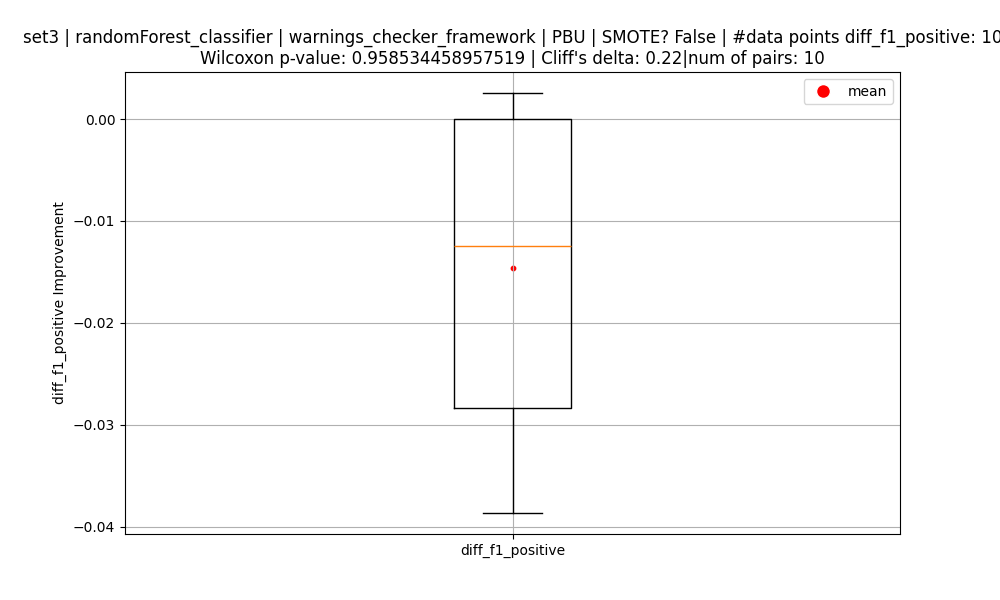 set3 | randomForest_classifier | warnings_checker_framework | PBU | SMOTE? False | #data points diff_f1_positive: 10
Wilcoxon p-value: 0.958534458957519 | Cliff's delta: 0.22|num of pairs: 10
mean
0.00
−0.01
−0.02
−0.03
−0.04
diff_f1_positive Improvement
diff_f1_positive